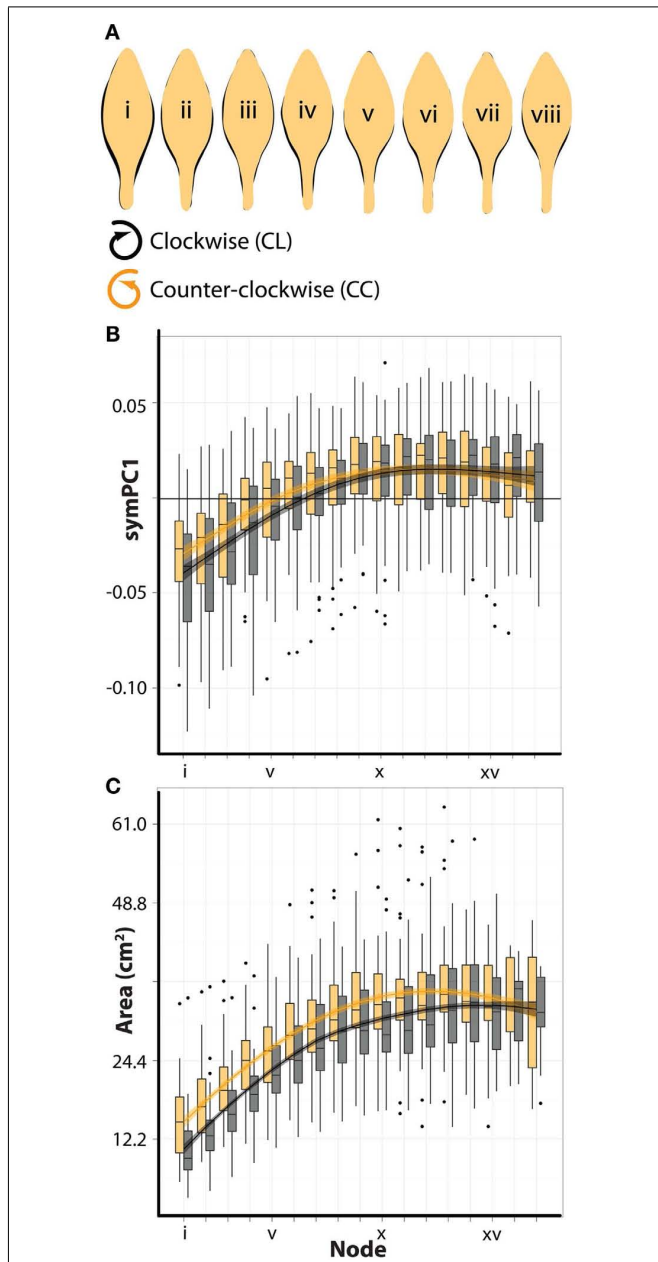 A
i ii iii iv v vi vii viii
Clockwise (CL)
Counter-clockwise (CC)
B
symPC1
0.05
-0.05
-0.10
i v x xv
C
Area (cm²)
61.0
48.8
24.4
12.2
i v x xv
Node